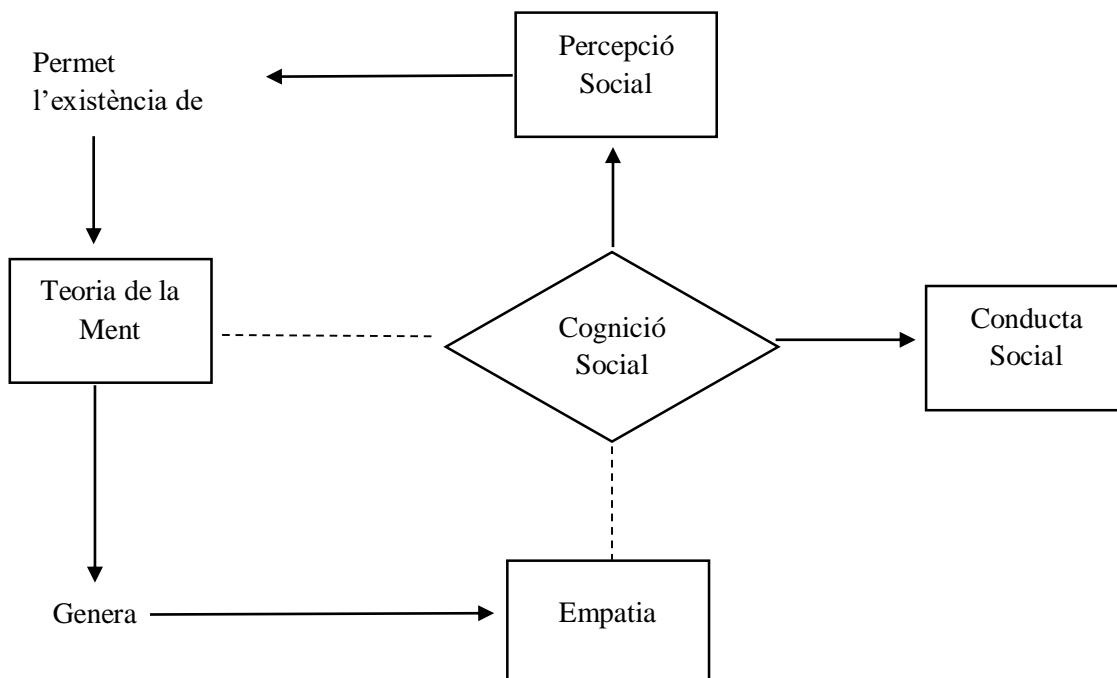 Percepció
Social
Permet
l’existència de
Teoria de la
Ment
Cognició
Social
Conducta
Social
Genera
Empatia